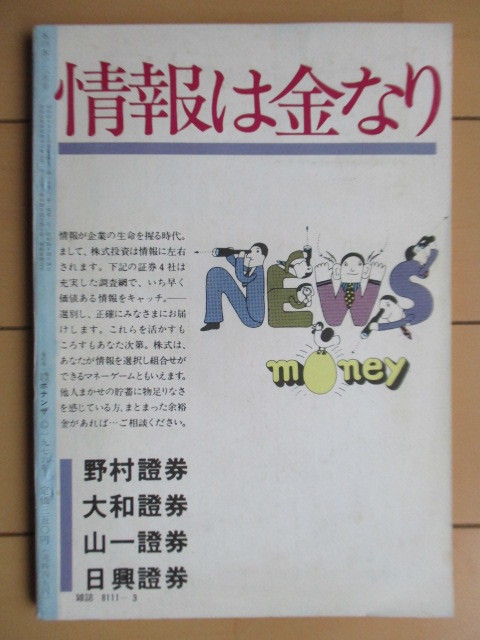 情報は金なり
情報が企業の生命を握る時代。
まして、株式投資は情報に左右
されます。下記の証券4社は
充実した調査網で、いち早く
価値ある情報をキャッチ。——
選別し、正確にみなさまにお届
けします。これらを活かすも
ころすもあなた次第。株式は、
あなたが情報を選択し組合せが
できるマネーゲームともいえます。
他人まかせの貯蓄に物足りなさ
を感じている方、まとまった余裕
金があれば…ご相談ください。
NEWS
money
野村證券
大和證券
山一證券
日興證券
雑誌 8111-3
ボナンザ
定価三五〇円